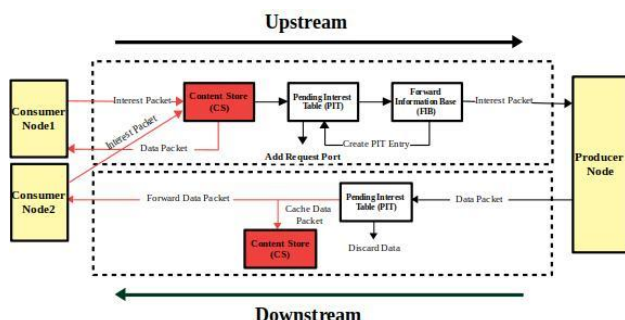 Upstream
Consumer
Node1
Interest Packet
Content Store
(CS)
Pending Interest
Table (PIT)
Forward
Information Base
(FIB)
Interest Packet
Interest Packet
Data Packet
Create PIT Entry
Add Request Port
Producer
Node
Consumer
Node2
Forward Data Packet
Cache Data
Packet
Pending Interest
Table (PIT)
Data Packet
Content Store
(CS)
Discard Data
Downstream